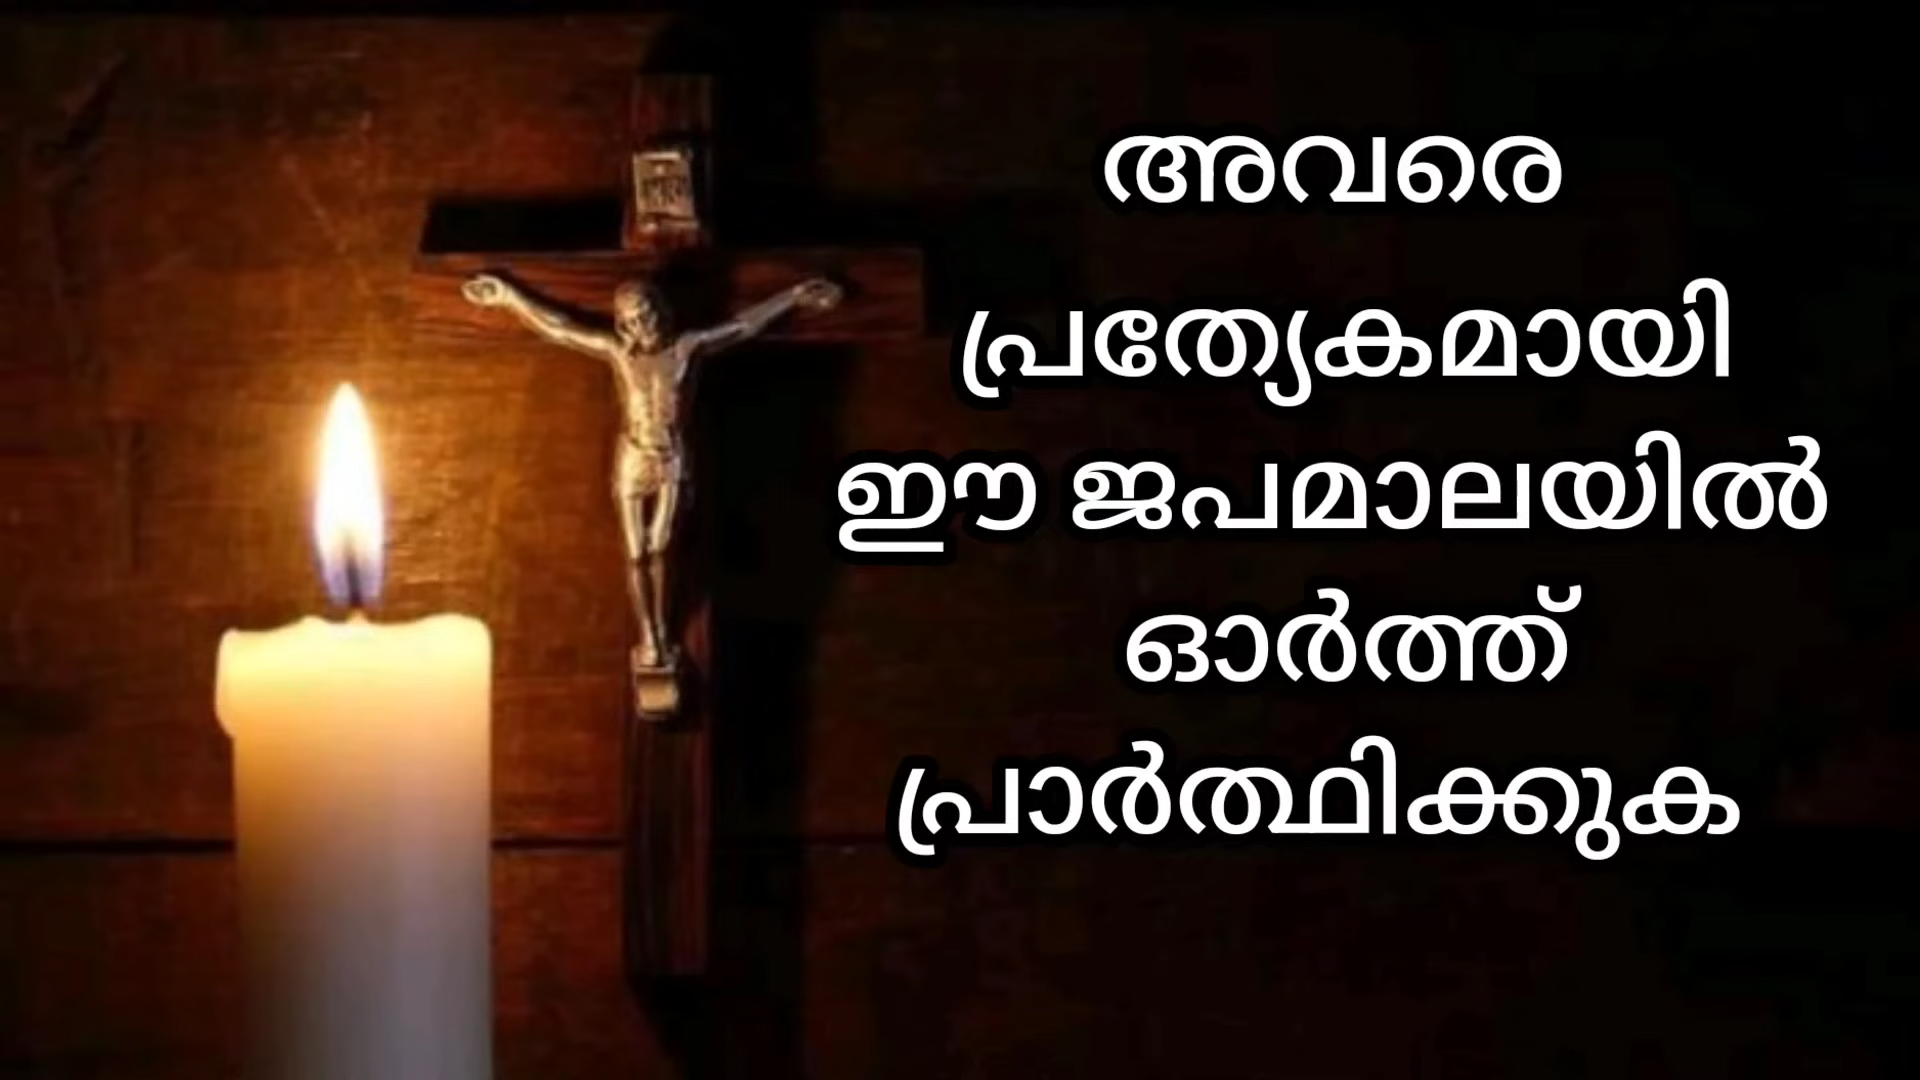 അവരെ
പ്രത്യേകമായി
ഈ ജപമാലയിൽ
ഓർത്ത്
പ്രാർത്ഥിക്കുക